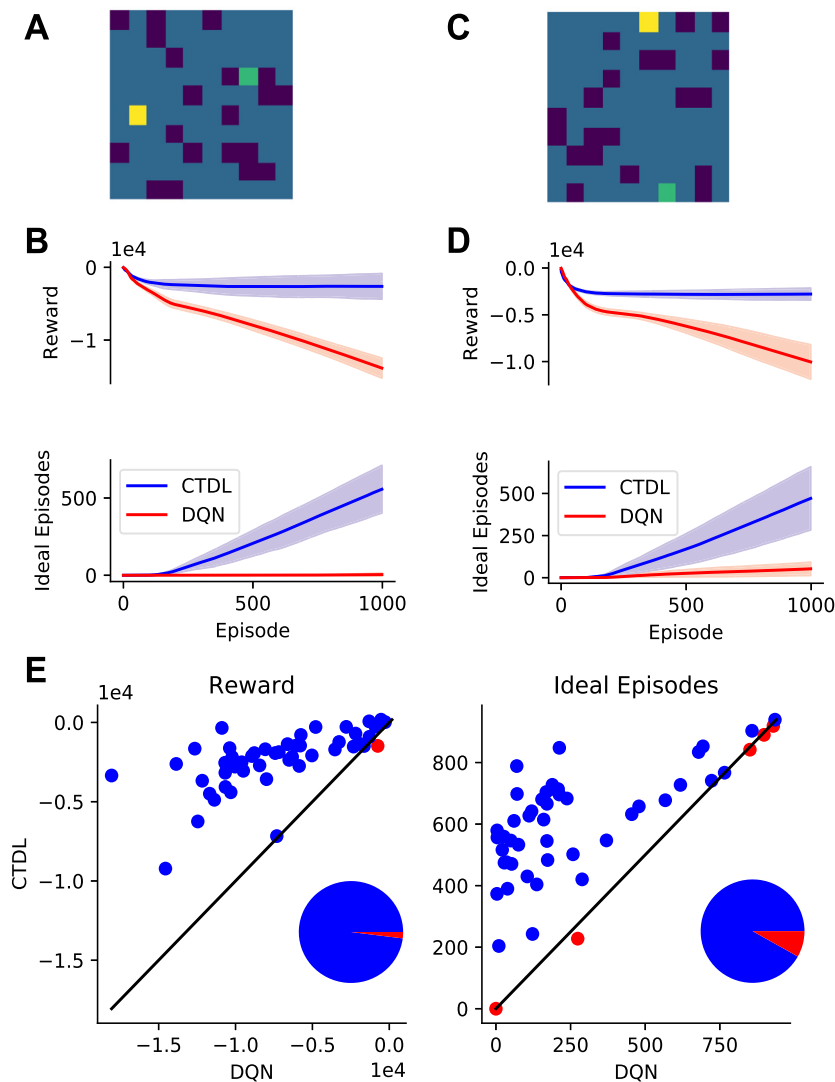 A
C
B
1e4
0
−1
Reward
D
1e4
0.0
−0.5
−1.0
Reward
500
0
Ideal Episodes
CTDL
DQN
0
500
1000
Episode
500
250
0
Ideal Episodes
CTDL
DQN
0
500
1000
Episode
E
1e4
Reward
0.0
−0.5
−1.0
−1.5
CTDL
−1.5
−1.0
−0.5
0.0
1e4
DQN
Ideal Episodes
800
600
400
200
0
0
250
500
750
DQN